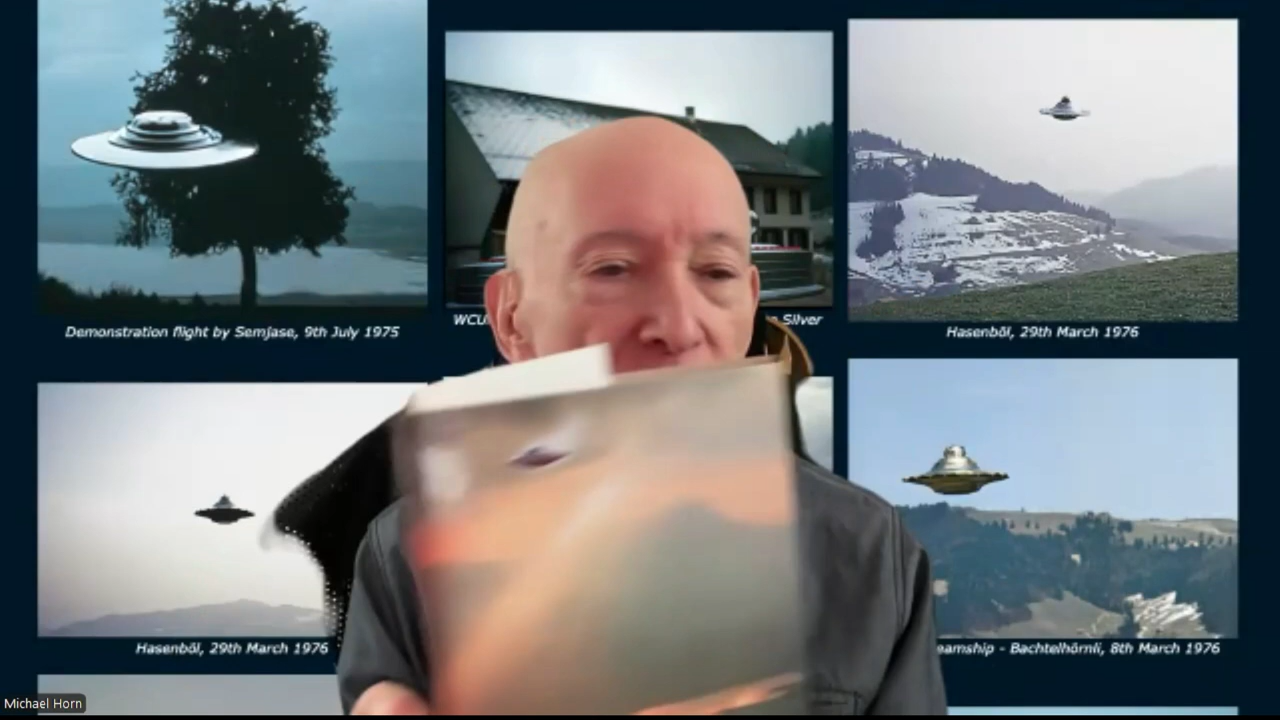 Demonstration flight by Semjase, 9th July 1975
WCU
Silver
Hasenböl, 29th March 1976
Hasenböl, 29th March 1976
eamship - Bachtelhörnli, 8th March 1976
Michael Horn